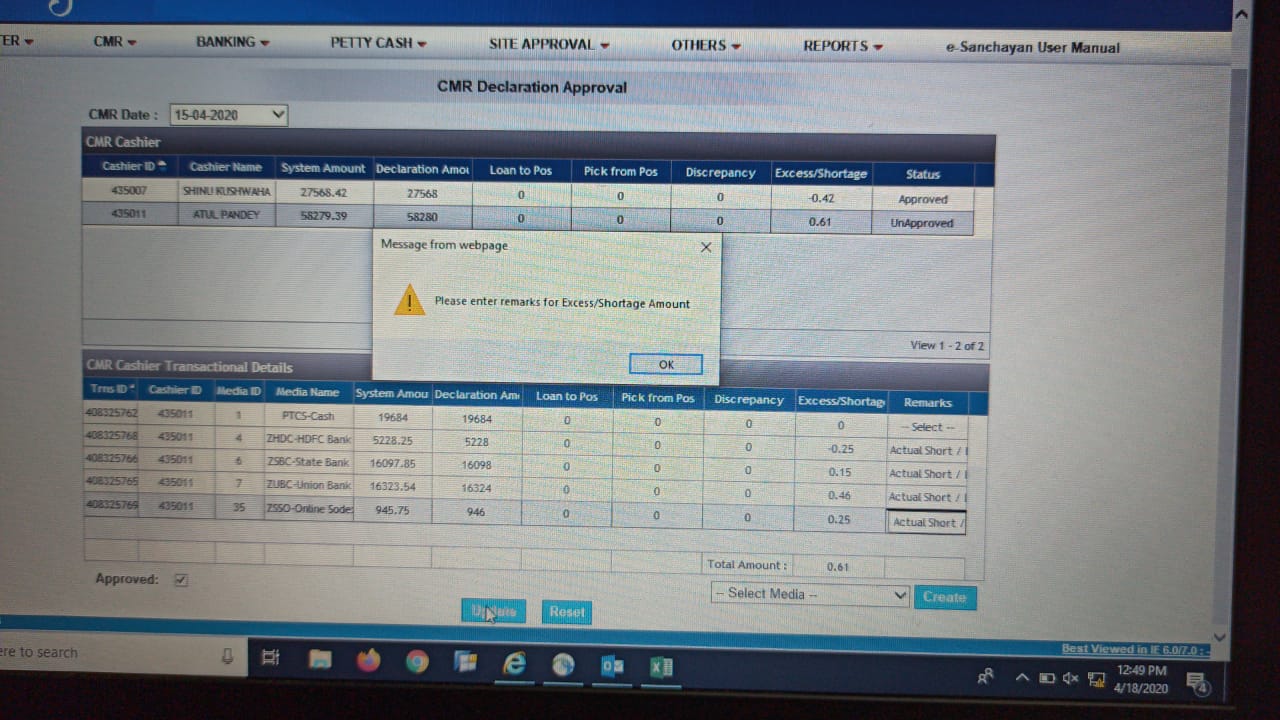 ER CMR BANKING PETTY CASH SITE APPROVAL OTHERS REPORTS e-Sanchayan User Manual
CMR Declaration Approval
CMR Date : 15-04-2020
CMR Cashier
Cashier ID Cashier Name System Amount Declaration Amou Loan to Pos Pick from Pos Discrepancy Excess/Shortage Status
435007 SHINU KUSHWAHA 27568.42 27568 0 0 0 -0.42 Approved
435011 ATUL PANDEY 58279.39 58280 0 0 0 0.61 UnApproved
Message from webpage
Please enter remarks for Excess/Shortage Amount
OK
View 1 - 2 of 2
CMR Cashier Transactional Details
Trns ID Cashier ID Media ID Media Name System Amou Declaration Am Loan to Pos Pick from Pos Discrepancy Excess/Shortag Remarks
408325762 435011 1 PTCS-Cash 19684 19684 0 0 0 0 -- Select --
408325768 435011 4 ZHDC-HDFC Bank 5228.25 5228 0 0 0 -0.25 Actual Short /
408325766 435011 6 ZSBC-State Bank 16097.85 16098 0 0 0 0.15 Actual Short /
408325765 435011 7 ZUBC-Union Bank 16323.54 16324 0 0 0 0.46 Actual Short /
408325769 435011 35 ZSSO-Online Sode 945.75 946 0 0 0 0.25 Actual Short /
Total Amount : 0.61
Approved:
-- Select Media -- Create
Update Reset
Best Viewed in IE 6.0/7.0 : -
ere to search
12:49 PM
4/18/2020
4